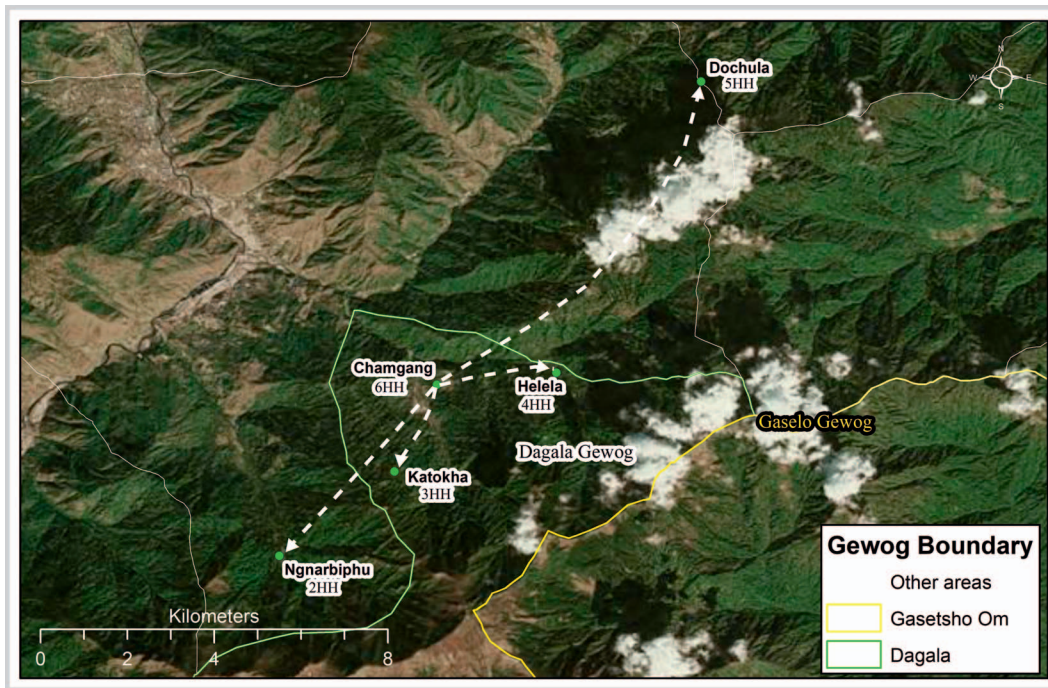 Dochula
5HH
N
W
E
S
Chamgang
6HH
Helela
4HH
Gaselo Gewog
Dagala Gewog
Katokha
3HH
Ngnarbiphu
2HH
Kilometers
0 2 4 8
Gewog Boundary
Other areas
Gasetsho Om
Dagala